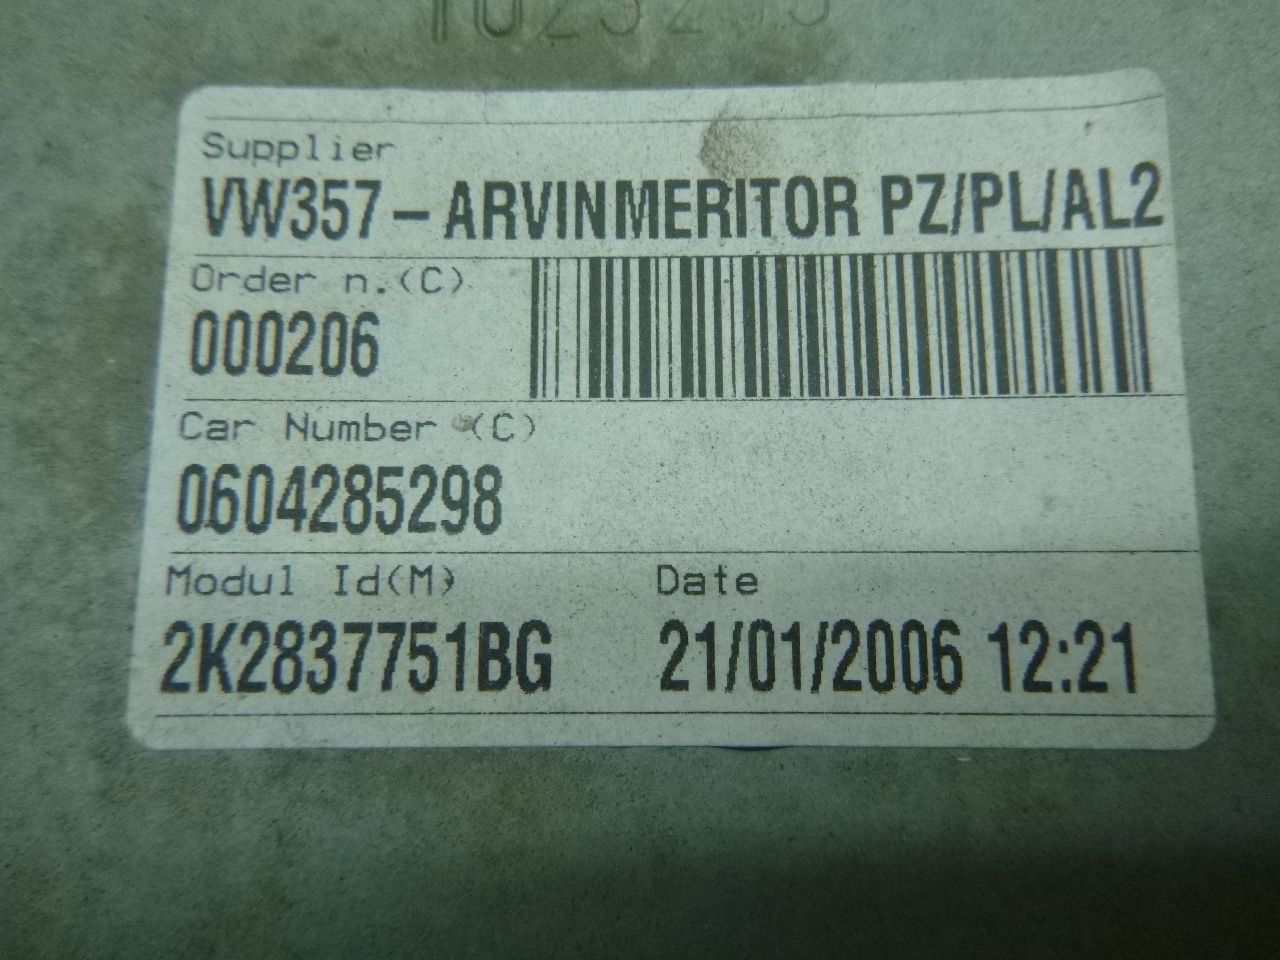 Supplier
VW357-ARVINMERITOR PZ/PL/AL2
Order n.(C)
000206
Car Number (C)
0604285298
Modul Id(M) Date
2K2837751BG 21/01/2006 12:21